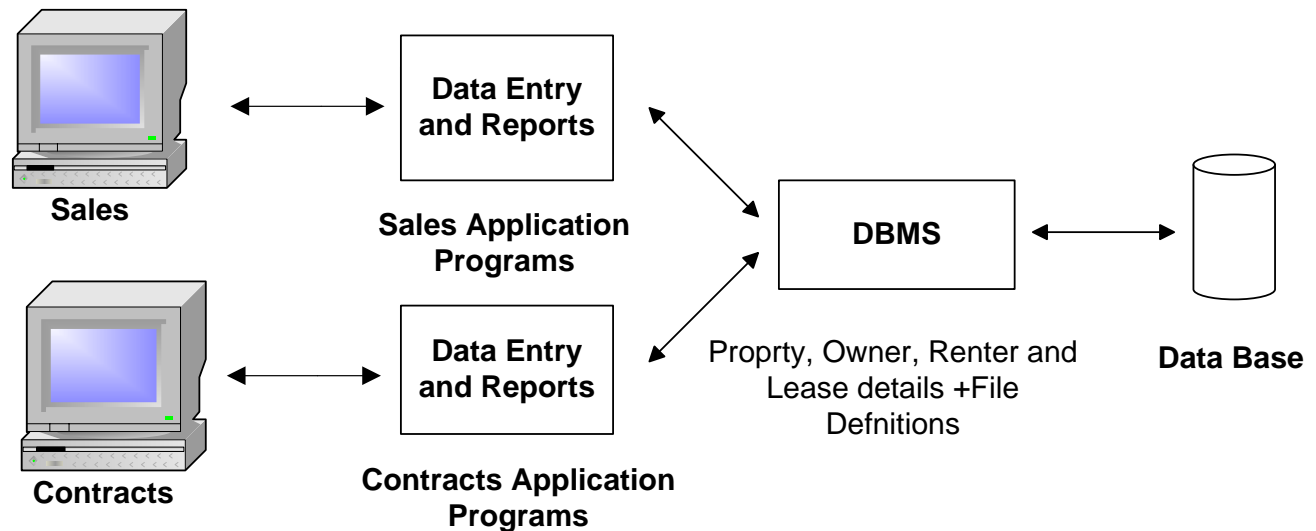 Data Entry
and Reports
Sales
Sales Application
Programs
DBMS
Data Entry
and Reports
Proprty, Owner, Renter and
Lease details +File
Defnitions
Data Base
Contracts
Contracts Application
Programs